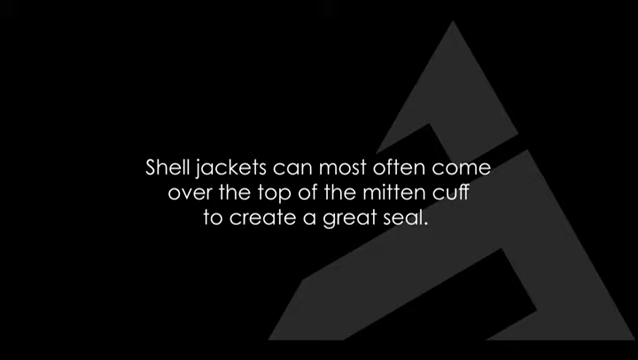 Shell jackets can most often come
over the top of the mitten cuff
to create a great seal.